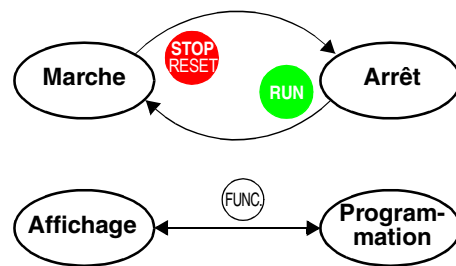 STOP
RESET
Marche
Arrêt
RUN
FUNC.
Affichage
Program-
mation